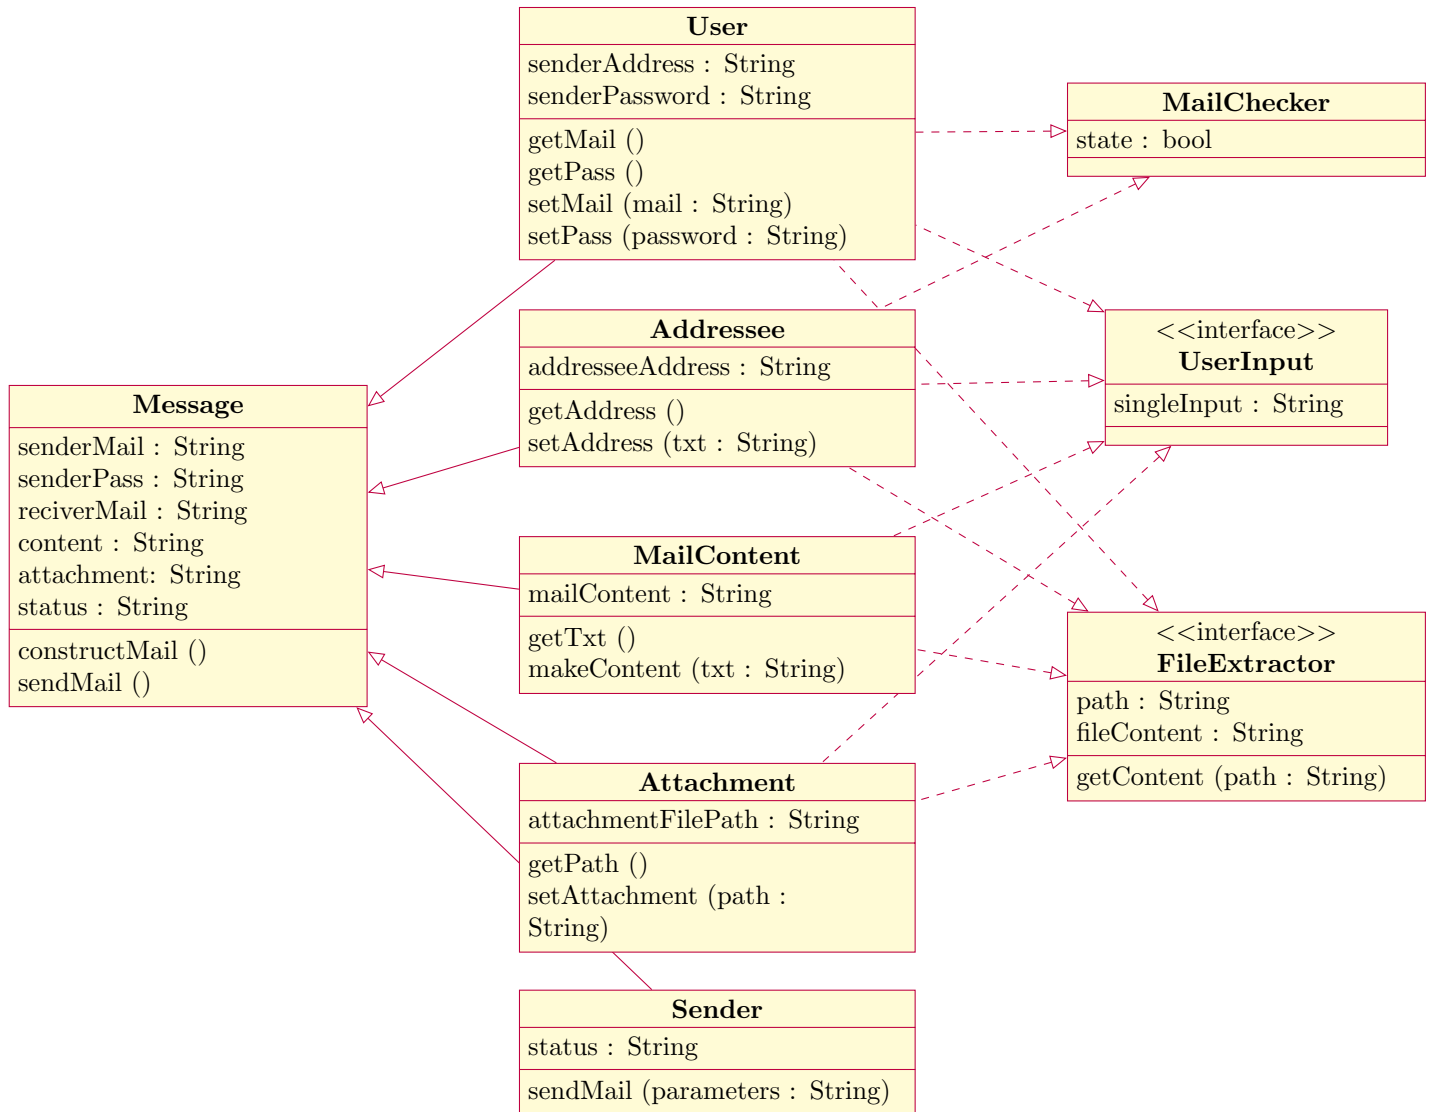 User
senderAddress : String
senderPassword : String
getMail ()
getPass ()
setMail (mail : String)
setPass (password : String)
MailChecker
state : bool
Addressee
addresseeAddress : String
getAddress ()
setAddress (txt : String)
<<interface>>
UserInput
singleInput : String
Message
senderMail : String
senderPass : String
reciverMail : String
content : String
attachment: String
status : String
constructMail ()
sendMail ()
MailContent
mailContent : String
getTxt ()
makeContent (txt : String)
<<interface>>
FileExtractor
path : String
fileContent : String
getContent (path : String)
Attachment
attachmentFilePath : String
getPath ()
setAttachment (path :
String)
Sender
status : String
sendMail (parameters : String)